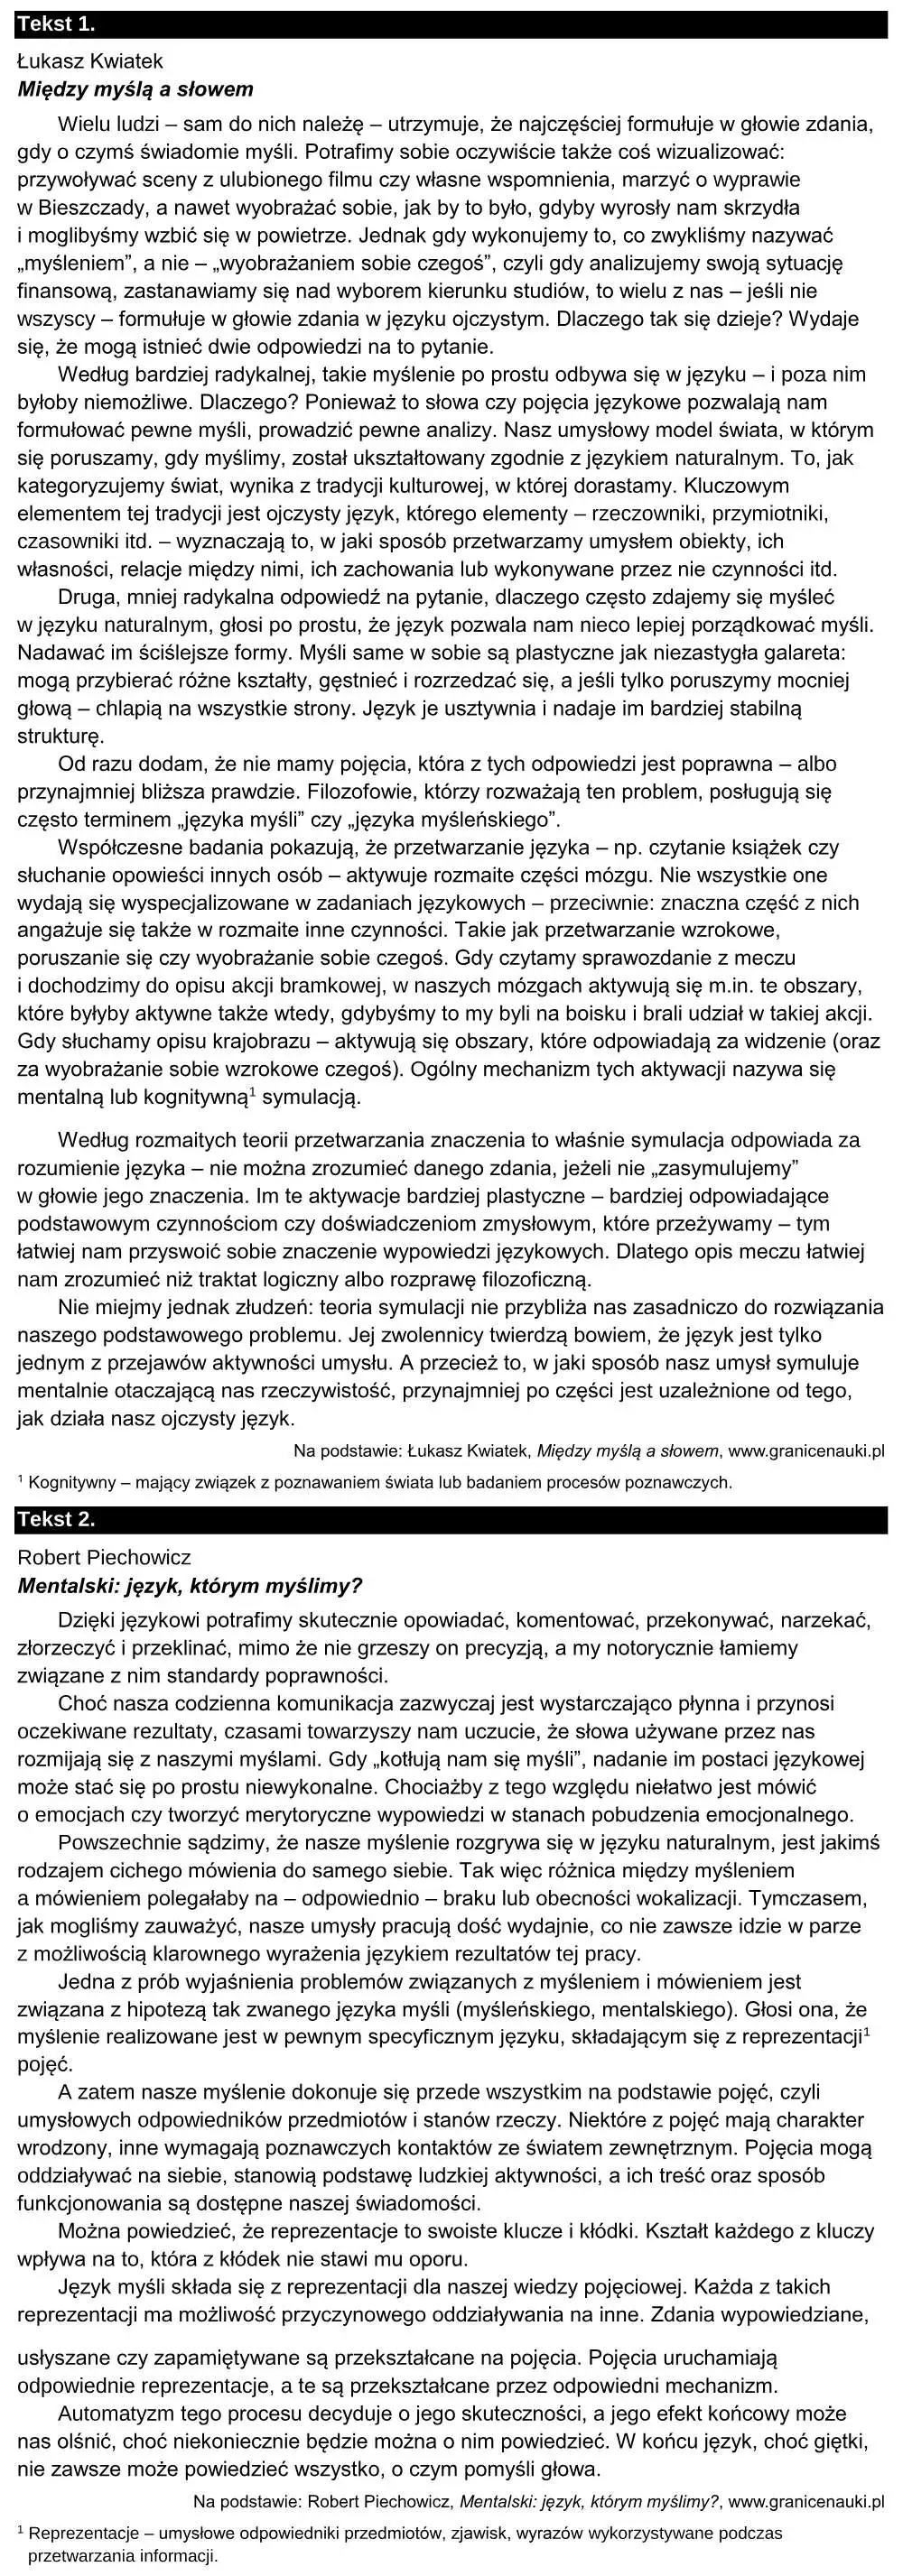 Tekst 1.
Łukasz Kwiatek
Między myślą a słowem
Wielu ludzi – sam do nich należę – utrzymuje, że najczęściej formułuje w głowie zdania,
gdy o czymś świadomie myśli. Potrafimy sobie oczywiście także coś wizualizować:
przywoływać sceny z ulubionego filmu czy własne wspomnienia, marzyć o wyprawie
w Bieszczady, a nawet wyobrażać sobie, jak by to było, gdyby wyrosły nam skrzydła
i moglibyśmy wzbić się w powietrze. Jednak gdy wykonujemy to, co zwykliśmy nazywać
„myśleniem”, a nie – „wyobrażaniem sobie czegoś”, czyli gdy analizujemy swoją sytuację
finansową, zastanawiamy się nad wyborem kierunku studiów, to wielu z nas – jeśli nie
wszyscy – formułuje w głowie zdania w języku ojczystym. Dlaczego tak się dzieje? Wydaje
się, że mogą istnieć dwie odpowiedzi na to pytanie.
Według bardziej radykalnej, takie myślenie po prostu odbywa się w języku – i poza nim
byłoby niemożliwe. Dlaczego? Ponieważ to słowa czy pojęcia językowe pozwalają nam
formułować pewne myśli, prowadzić pewne analizy. Nasz umysłowy model świata, w którym
się poruszamy, gdy myślimy, został ukształtowany zgodnie z językiem naturalnym. To, jak
kategoryzujemy świat, wynika z tradycji kulturowej, w której dorastamy. Kluczowym
elementem tej tradycji jest ojczysty język, którego elementy – rzeczowniki, przymiotniki,
czasowniki itd. – wyznaczają to, w jaki sposób przetwarzamy umysłem obiekty, ich
własności, relacje między nimi, ich zachowania lub wykonywane przez nie czynności itd.
Druga, mniej radykalna odpowiedź na pytanie, dlaczego często zdajemy się myśleć
w języku naturalnym, głosi po prostu, że język pozwala nam nieco lepiej porządkować myśli.
Nadawać im ściślejsze formy. Myśli same w sobie są plastyczne jak niezastygła galareta:
mogą przybierać różne kształty, gęstnieć i rozrzedzać się, a jeśli tylko poruszymy mocniej
głową – chlapią na wszystkie strony. Język je usztywnia i nadaje im bardziej stabilną
strukturę.
Od razu dodam, że nie mamy pojęcia, która z tych odpowiedzi jest poprawna – albo
przynajmniej bliższa prawdzie. Filozofowie, którzy rozważają ten problem, posługują się
często terminem „języka myśli” czy „języka myśleńskiego”.
Współczesne badania pokazują, że przetwarzanie języka – np. czytanie książek czy
słuchanie opowieści innych osób – aktywuje rozmaite części mózgu. Nie wszystkie one
wydają się wyspecjalizowane w zadaniach językowych – przeciwnie: znaczna część z nich
angażuje się także w rozmaite inne czynności. Takie jak przetwarzanie wzrokowe,
poruszanie się czy wyobrażanie sobie czegoś. Gdy czytamy sprawozdanie z meczu
i dochodzimy do opisu akcji bramkowej, w naszych mózgach aktywują się m.in. te obszary,
które byłyby aktywne także wtedy, gdybyśmy to my byli na boisku i brali udział w takiej akcji.
Gdy słuchamy opisu krajobrazu – aktywują się obszary, które odpowiadają za widzenie (oraz
za wyobrażanie sobie wzrokowe czegoś). Ogólny mechanizm tych aktywacji nazywa się
mentalną lub kognitywną¹ symulacją.
Według rozmaitych teorii przetwarzania znaczenia to właśnie symulacja odpowiada za
rozumienie języka – nie można zrozumieć danego zdania, jeżeli nie „zasymulujemy”
w głowie jego znaczenia. Im te aktywacje bardziej plastyczne – bardziej odpowiadające
podstawowym czynnościom czy doświadczeniom zmysłowym, które przeżywamy – tym
łatwiej nam przyswoić sobie znaczenie wypowiedzi językowych. Dlatego opis meczu łatwiej
nam zrozumieć niż traktat logiczny albo rozprawę filozoficzną.
Nie miejmy jednak złudzeń: teoria symulacji nie przybliża nas zasadniczo do rozwiązania
naszego podstawowego problemu. Jej zwolennicy twierdzą bowiem, że język jest tylko
jednym z przejawów aktywności umysłu. A przecież to, w jaki sposób nasz umysł symuluje
mentalnie otaczającą nas rzeczywistość, przynajmniej po części jest uzależnione od tego,
jak działa nasz ojczysty język.
Na podstawie: Łukasz Kwiatek, Między myślą a słowem, www.granicenauki.pl
¹ Kognitywny – mający związek z poznawaniem świata lub badaniem procesów poznawczych.
Tekst 2.
Robert Piechowicz
Mentalski: język, którym myślimy?
Dzięki językowi potrafimy skutecznie opowiadać, komentować, przekonywać, narzekać,
złorzeczyć i przeklinać, mimo że nie grzeszy on precyzją, a my notorycznie łamiemy
związane z nim standardy poprawności.
Choć nasza codzienna komunikacja zazwyczaj jest wystarczająco płynna i przynosi
oczekiwane rezultaty, czasami towarzyszy nam uczucie, że słowa używane przez nas
rozmijają się z naszymi myślami. Gdy „kotłują nam się myśli”, nadanie im postaci językowej
może stać się po prostu niewykonalne. Chociażby z tego względu niełatwo jest mówić
o emocjach czy tworzyć merytoryczne wypowiedzi w stanach pobudzenia emocjonalnego.
Powszechnie sądzimy, że nasze myślenie rozgrywa się w języku naturalnym, jest jakimś
rodzajem cichego mówienia do samego siebie. Tak więc różnica między myśleniem
a mówieniem polegałaby na – odpowiednio – braku lub obecności wokalizacji. Tymczasem,
jak mogliśmy zauważyć, nasze umysły pracują dość wydajnie, co nie zawsze idzie w parze
z możliwością klarownego wyrażenia językiem rezultatów tej pracy.
Jedna z prób wyjaśnienia problemów związanych z myśleniem i mówieniem jest
związana z hipotezą tak zwanego języka myśli (myśleńskiego, mentalskiego). Głosi ona, że
myślenie realizowane jest w pewnym specyficznym języku, składającym się z reprezentacji¹
pojęć.
A zatem nasze myślenie dokonuje się przede wszystkim na podstawie pojęć, czyli
umysłowych odpowiedników przedmiotów i stanów rzeczy. Niektóre z pojęć mają charakter
wrodzony, inne wymagają poznawczych kontaktów ze światem zewnętrznym. Pojęcia mogą
oddziaływać na siebie, stanowią podstawę ludzkiej aktywności, a ich treść oraz sposób
funkcjonowania są dostępne naszej świadomości.
Można powiedzieć, że reprezentacje to swoiste klucze i kłódki. Kształt każdego z kluczy
wpływa na to, która z kłódek nie stawi mu oporu.
Język myśli składa się z reprezentacji dla naszej wiedzy pojęciowej. Każda z takich
reprezentacji ma możliwość przyczynowego oddziaływania na inne. Zdania wypowiedziane,
usłyszane czy zapamiętywane są przekształcane na pojęcia. Pojęcia uruchamiają
odpowiednie reprezentacje, a te są przekształcane przez odpowiedni mechanizm.
Automatyzm tego procesu decyduje o jego skuteczności, a jego efekt końcowy może
nas olśnić, choć niekoniecznie będzie można o nim powiedzieć. W końcu język, choć giętki,
nie zawsze może powiedzieć wszystko, o czym pomyśli głowa.
Na podstawie: Robert Piechowicz, Mentalski: język, którym myślimy?, www.granicenauki.pl
¹ Reprezentacje – umysłowe odpowiedniki przedmiotów, zjawisk, wyrazów wykorzystywane podczas
przetwarzania informacji.